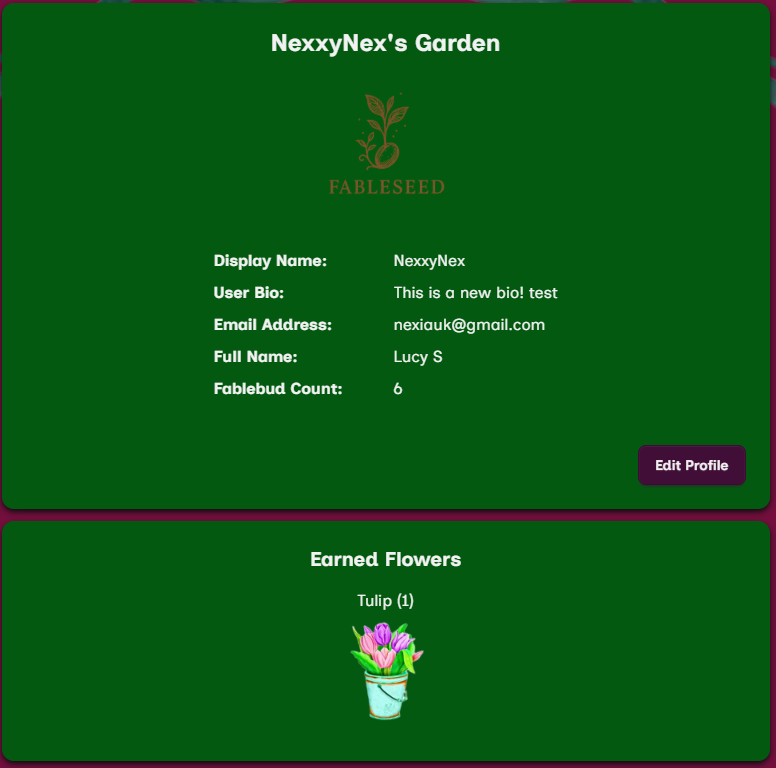 NexxyNex's Garden
FABLESEED
Display Name: NexxyNex
User Bio: This is a new bio! test
Email Address: nexiauk@gmail.com
Full Name: Lucy S
Fablebud Count: 6
Edit Profile
Earned Flowers
Tulip (1)